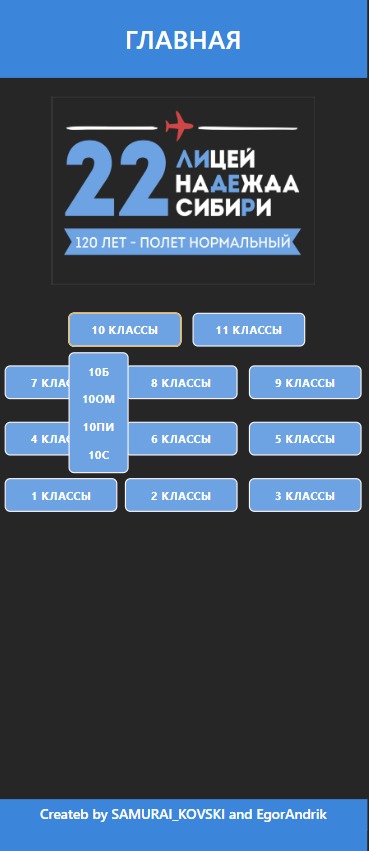 ГЛАВНАЯ
22 ЛИЦЕЙ
НАДЕЖДА
СИБИРИ
120 ЛЕТ - ПОЛЕТ НОРМАЛЬНЫЙ
10 КЛАССЫ 11 КЛАССЫ
10Б
10ОМ
10ПИ
10С
7 КЛАС 8 КЛАССЫ 9 КЛАССЫ
4 КЛАС 6 КЛАССЫ 5 КЛАССЫ
1 КЛАССЫ 2 КЛАССЫ 3 КЛАССЫ
Createb by SAMURAI_KOVSKI and EgorAndrik